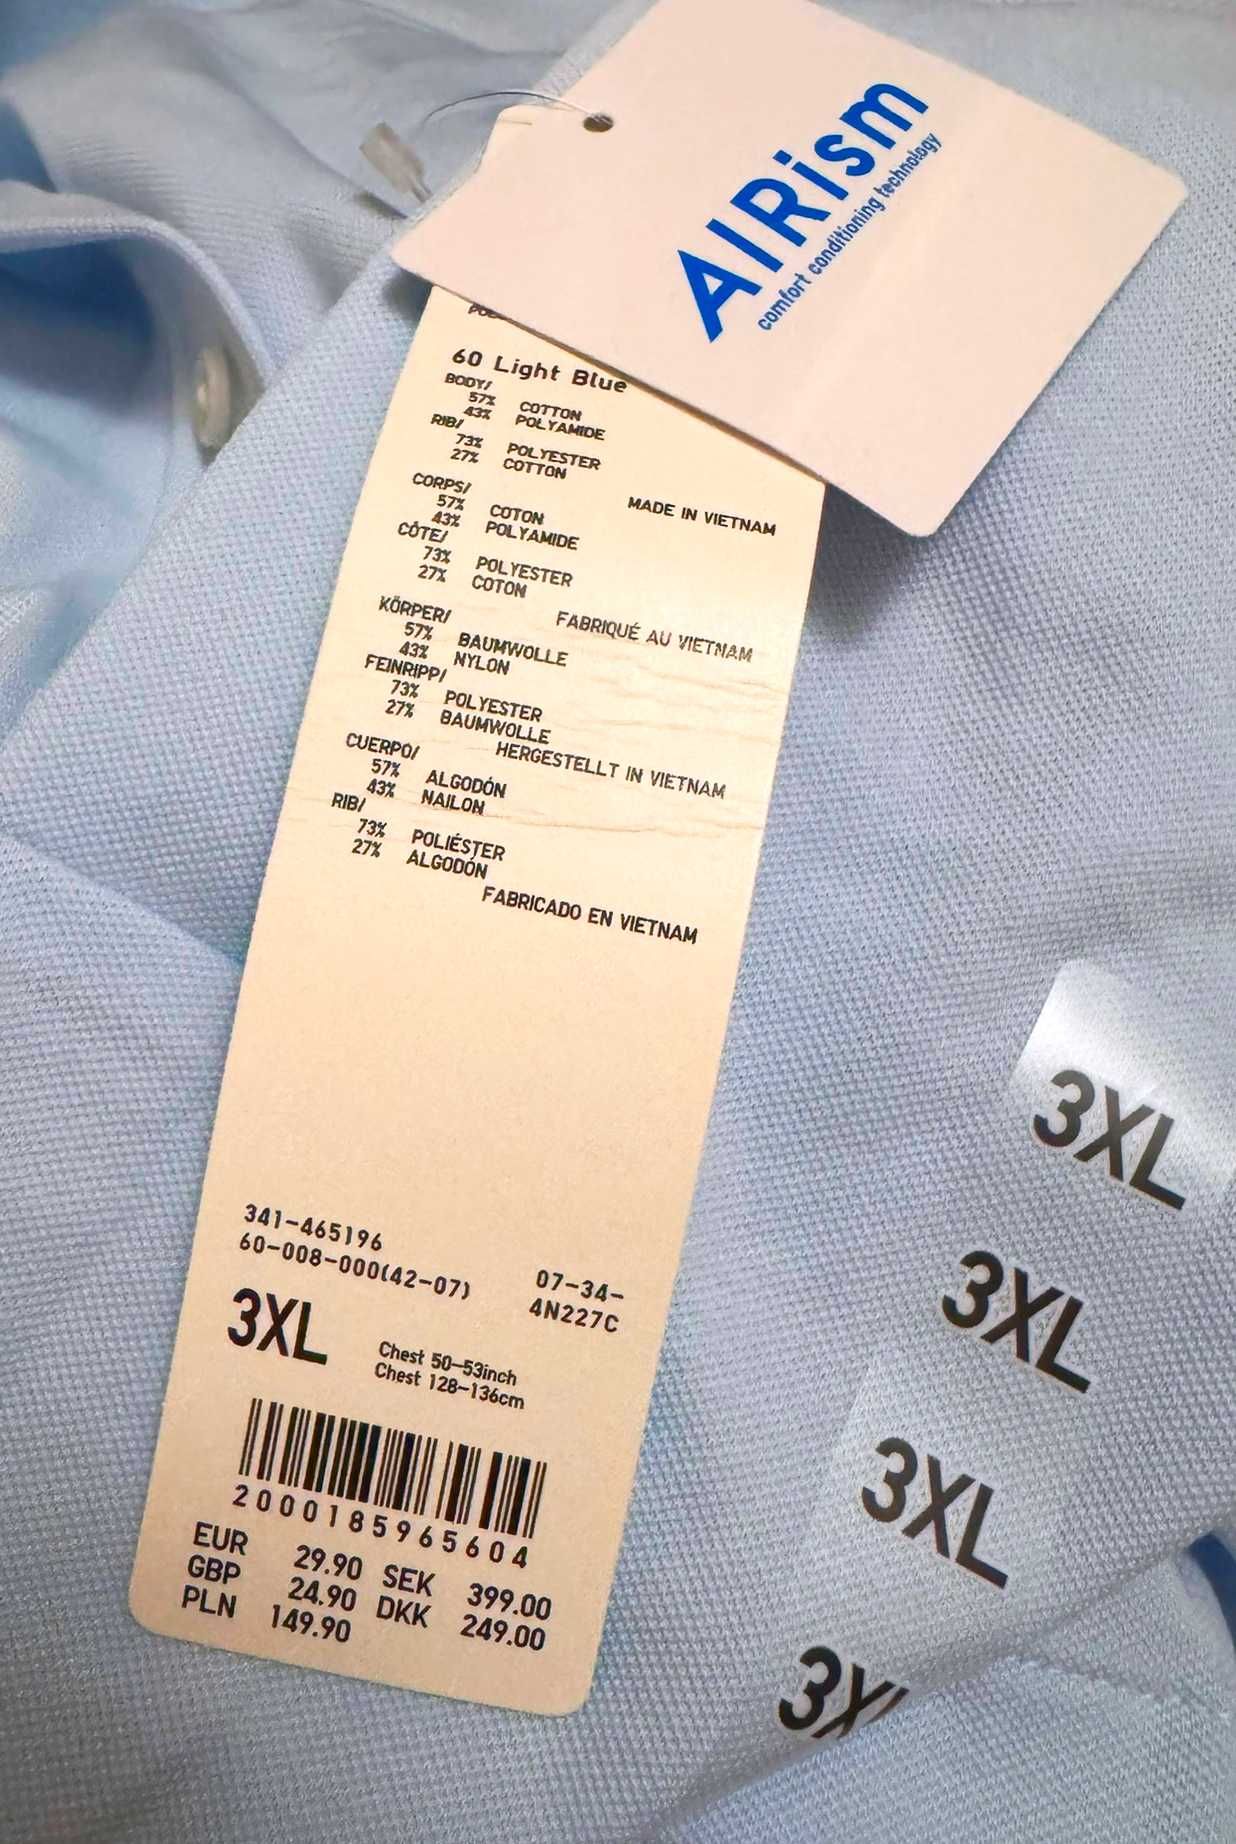 AIRism
comfort conditioning technology
60 Light Blue
BODY/
57% COTTON
43% POLYAMIDE
RIB/
73% POLYESTER
27% COTTON
MADE IN VIETNAM
CORPS/
57% COTON
43% POLYAMIDE
CÔTE/
73% POLYESTER
27% COTON
FABRIQUÉ AU VIETNAM
KÖRPER/
57% BAUMWOLLE
43% NYLON
FEINRIPP/
73% POLYESTER
27% BAUMWOLLE
HERGESTELLT IN VIETNAM
CUERPO/
57% ALGODÓN
43% NAILON
RIB/
73% POLIÉSTER
27% ALGODÓN
FABRICADO EN VIETNAM
341-465196
60-008-000(42-07) 07-34-
4N227C
3XL
Chest 50-53inch
Chest 128-136cm
2000185965604
EUR 29.90 SEK 399.00
GBP 24.90 DKK 249.00
PLN 149.90
3XL
3XL
3XL
3XL